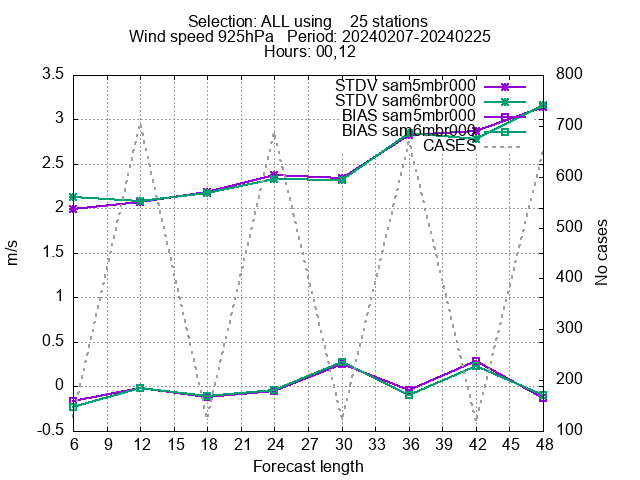 Selection: ALL using 25 stations
Wind speed 925hPa Period: 20240207-20240225
Hours: 00,12
STDV sam5mbr000
STDV sam6mbr000
BIAS sam5mbr000
BIAS sam6mbr000
CASES
3.5
3
2.5
2
1.5
1
0.5
0
-0.5
m/s
800
700
600
500
400
300
200
100
No cases
6 9 12 15 18 21 24 27 30 33 36 39 42 45 48
Forecast length